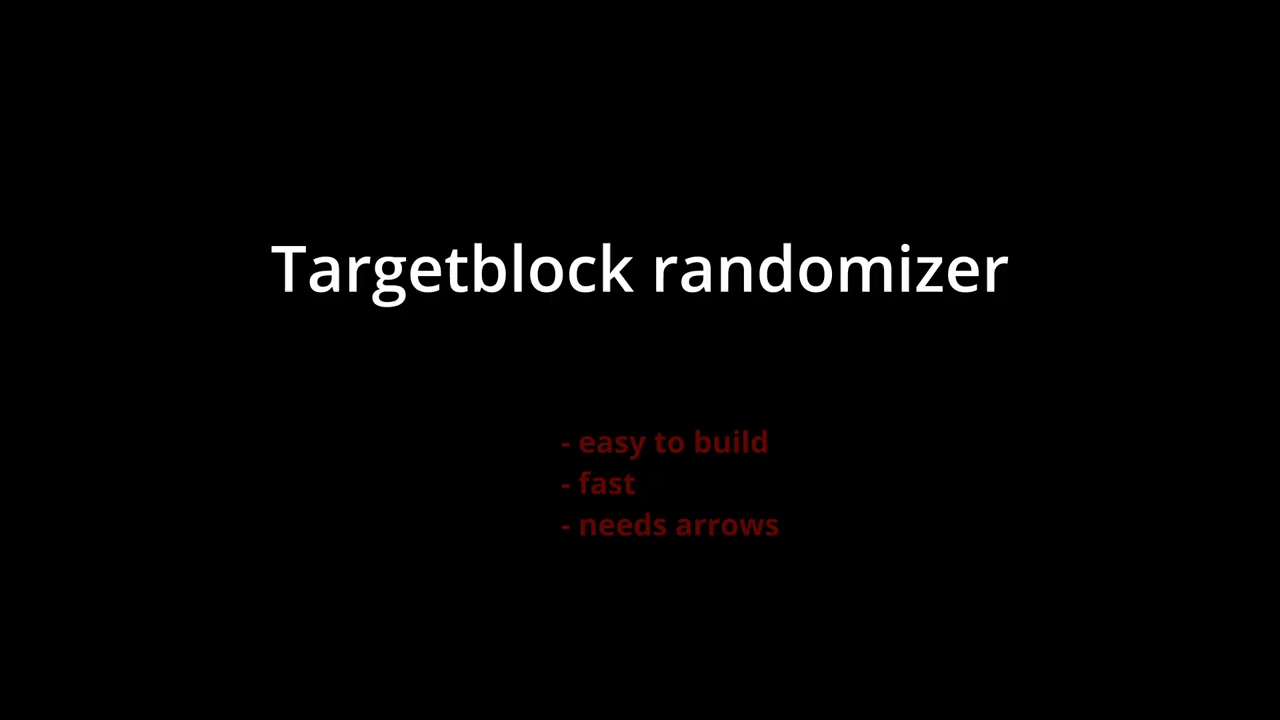 Targetblock randomizer
- easy to build
- fast
- needs arrows